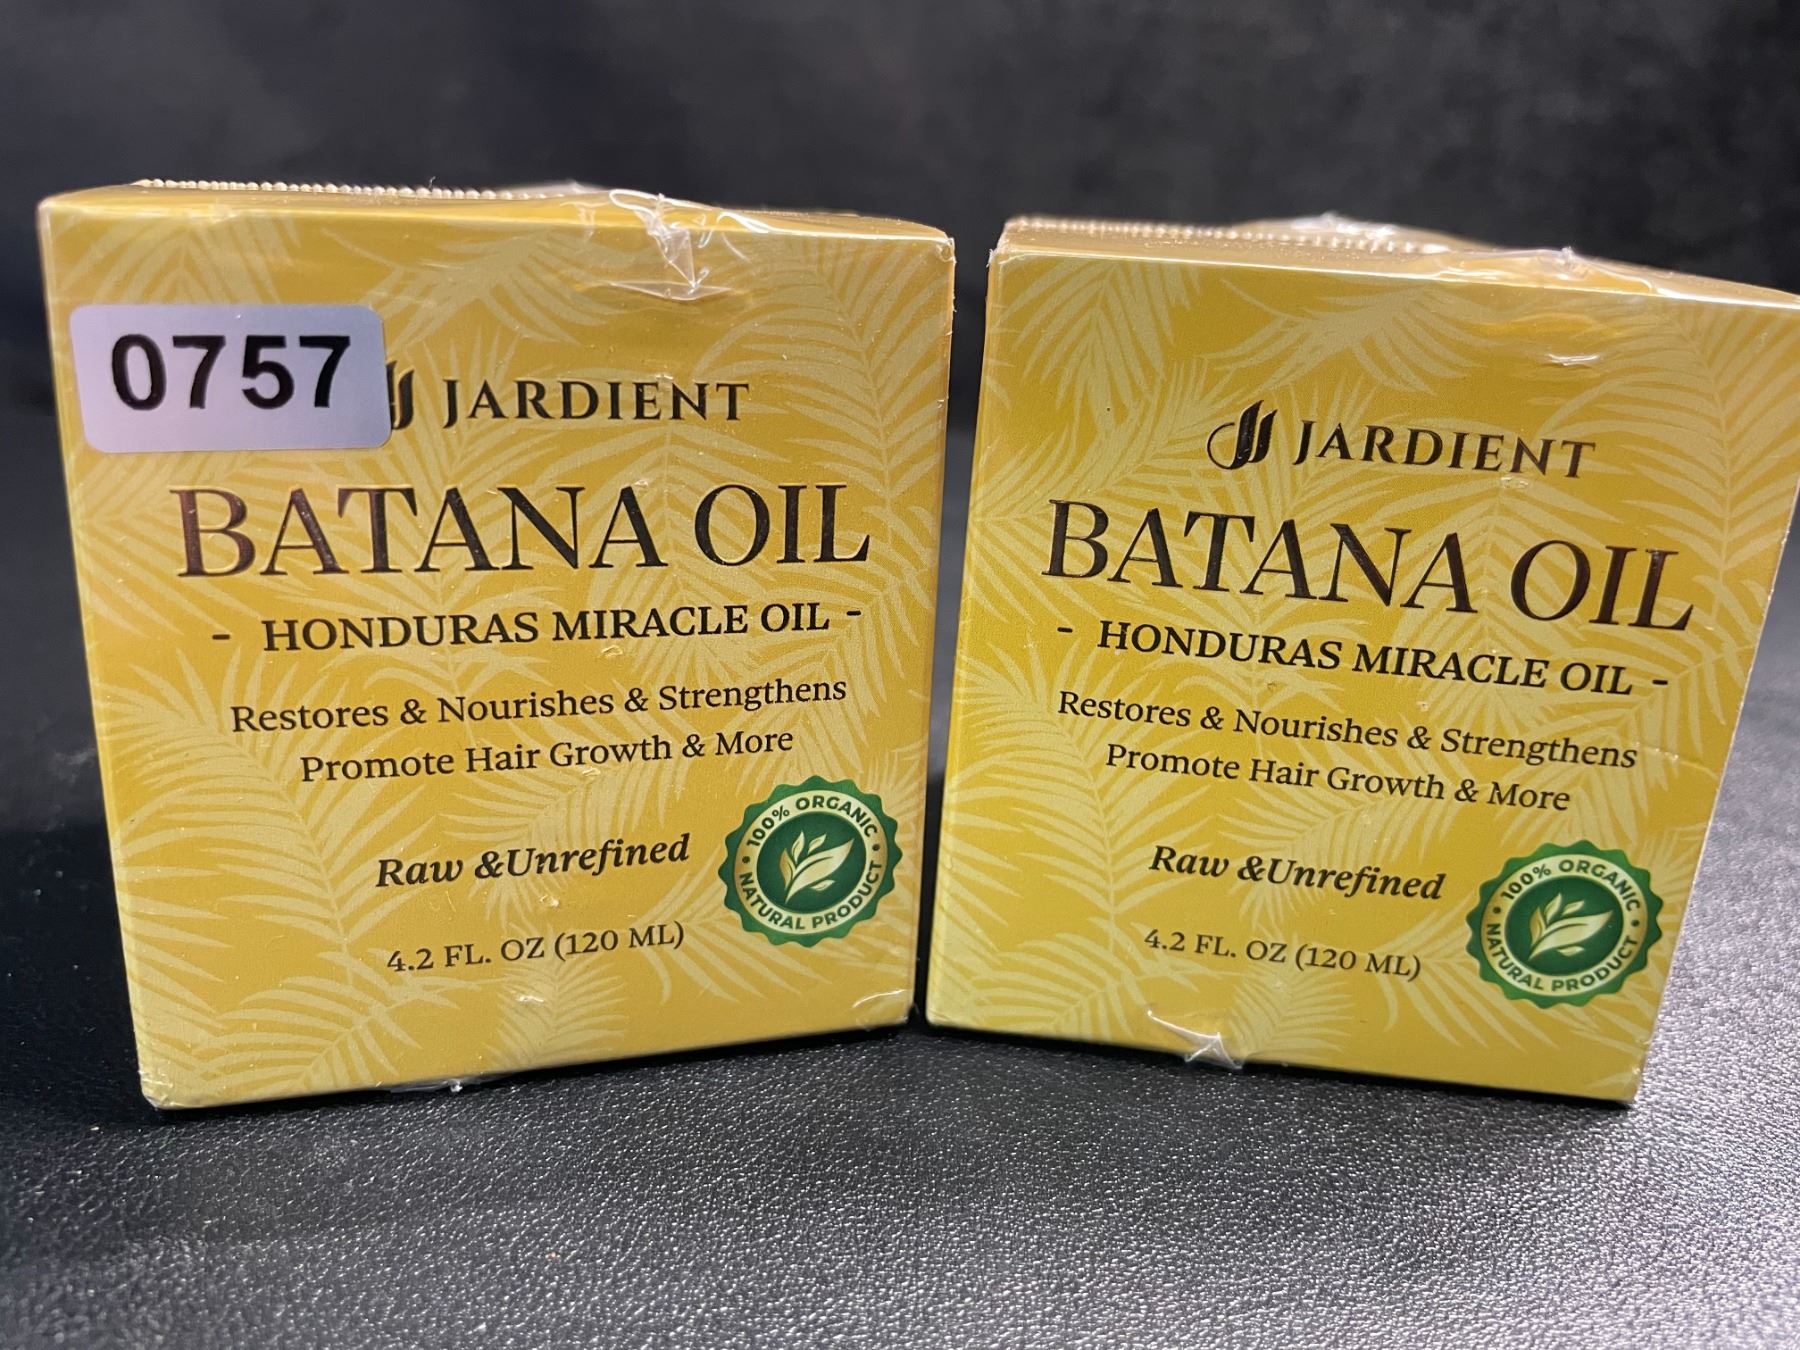 0757
JARDIENT
BATANA OIL
- HONDURAS MIRACLE OIL -
Restores & Nourishes & Strengthens
Promote Hair Growth & More
Raw &Unrefined
100% ORGANIC
NATURAL PRODUCT
4.2 FL. OZ (120 ML)
JARDIENT
BATANA OIL
- HONDURAS MIRACLE OIL -
Restores & Nourishes & Strengthens
Promote Hair Growth & More
Raw &Unrefined
100% ORGANIC
NATURAL PRODUCT
4.2 FL. OZ (120 ML)